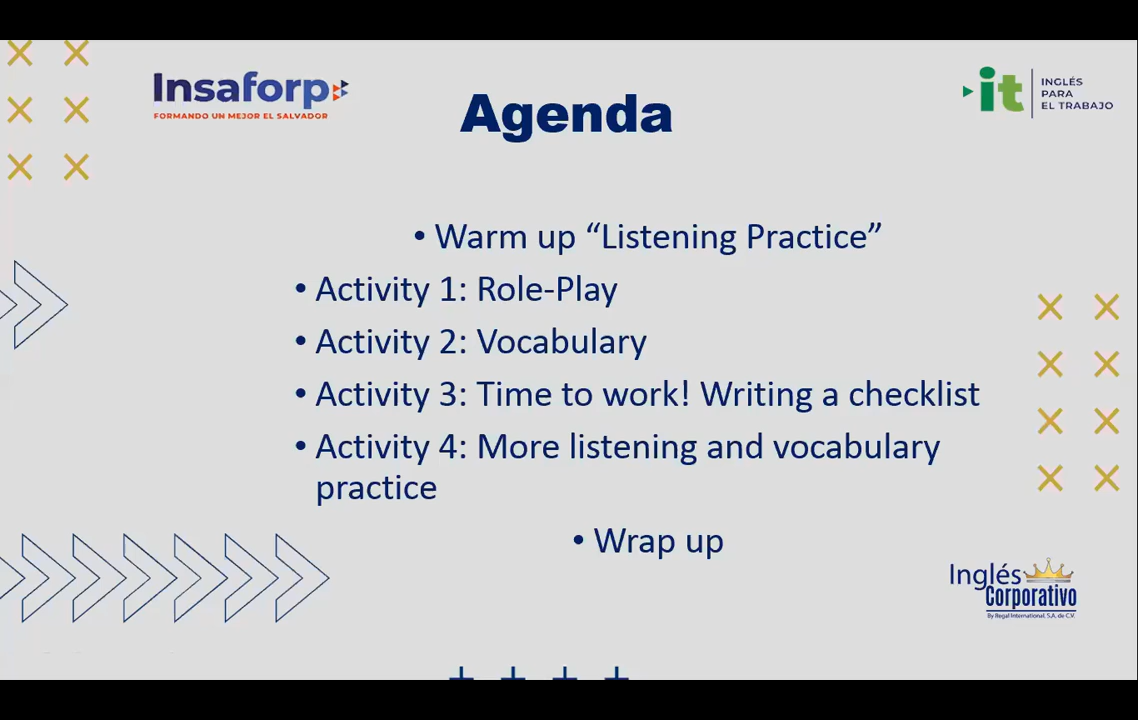 Insaforp
FORMANDO UN MEJOR EL SALVADOR
Agenda
it
INGLÉS
PARA
EL TRABAJO
• Warm up “Listening Practice”
• Activity 1: Role-Play
• Activity 2: Vocabulary
• Activity 3: Time to work! Writing a checklist
• Activity 4: More listening and vocabulary
practice
• Wrap up
Inglés
Corporativo
By Regal International. S.A. de C.V.